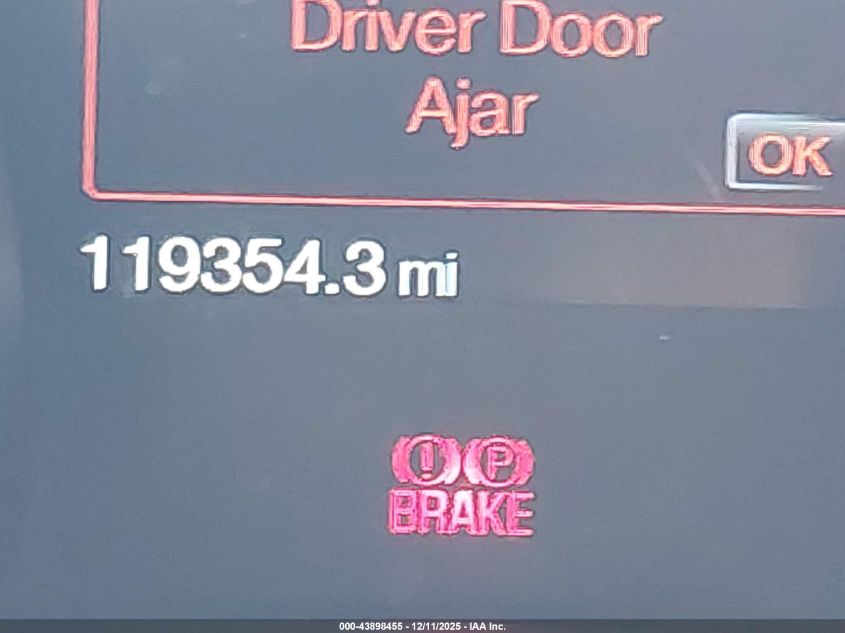 Driver Door
Ajar
OK
119354.3 mi
! P
BRAKE
000-43898455 - 12/11/2025 - IAA Inc.